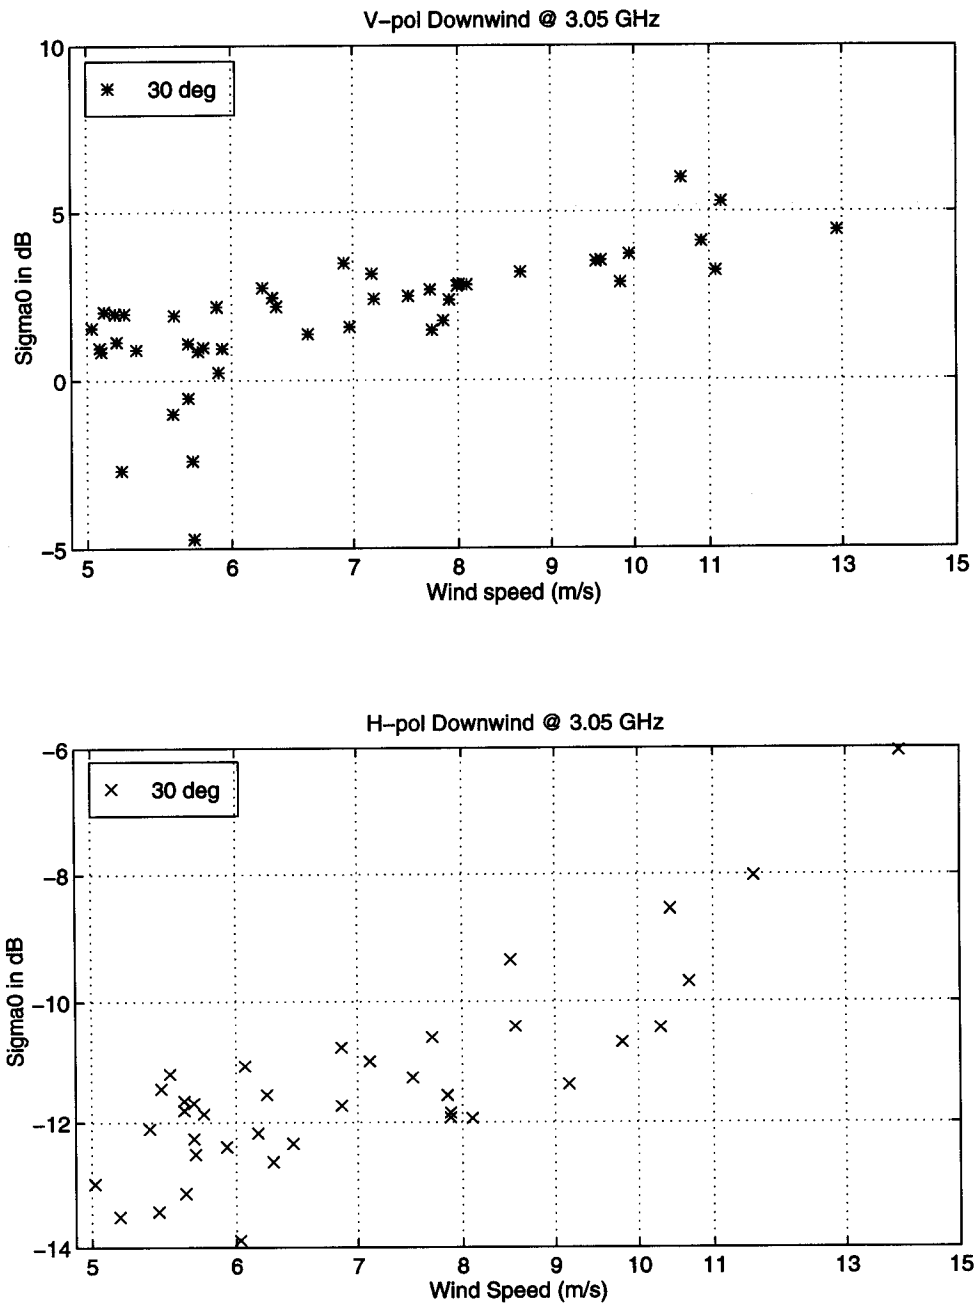 V-pol Downwind @ 3.05 GHz
10
5
0
-5
Sigma0 in dB
30 deg
5 6 7 8 9 10 11 13 15
Wind speed (m/s)
H-pol Downwind @ 3.05 GHz
-6
-8
-10
-12
-14
Sigma0 in dB
30 deg
5 6 7 8 9 10 11 13 15
Wind Speed (m/s)